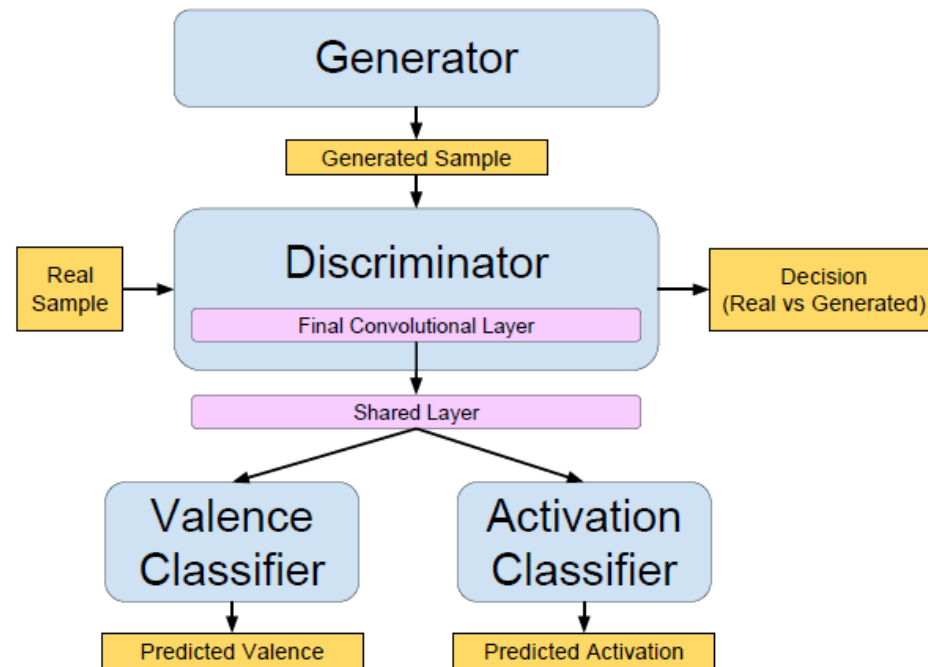 Generator
Generated Sample
Real
Sample
Discriminator
Final Convolutional Layer
Decision
(Real vs Generated)
Shared Layer
Valence
Classifier
Activation
Classifier
Predicted Valence
Predicted Activation